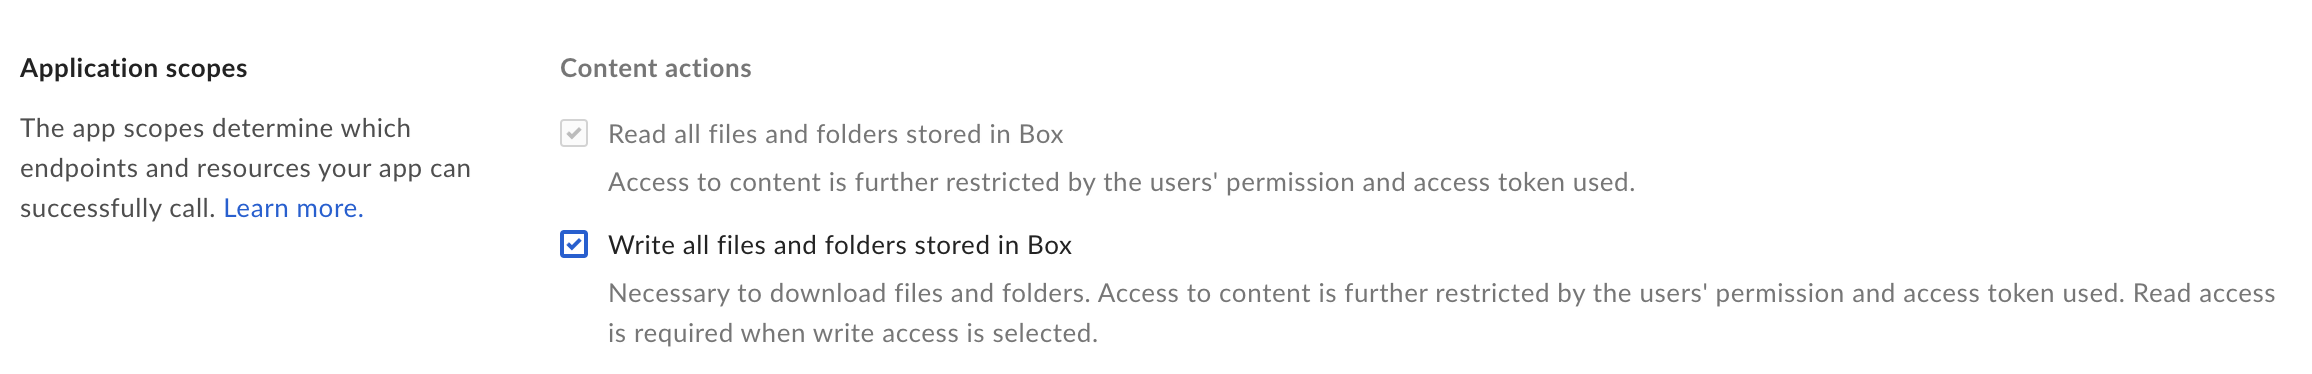 Application scopes
The app scopes determine which
endpoints and resources your app can
successfully call. Learn more.
Content actions
Read all files and folders stored in Box
Access to content is further restricted by the users' permission and access token used.
Write all files and folders stored in Box
Necessary to download files and folders. Access to content is further restricted by the users' permission and access token used. Read access
is required when write access is selected.